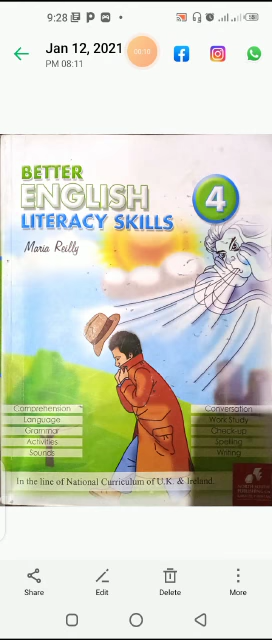 9:28
Jan 12, 2021
PM 08:11
BETTER
ENGLISH
LITERACY SKILLS
4
Maria Reilly
Comprehension
Language
Grammar
Activities
Sounds
Conversation
Work Study
Check-up
Spelling
Writing
In the line of National Curriculum of U.K. & Ireland.
Share
Edit
Delete
More